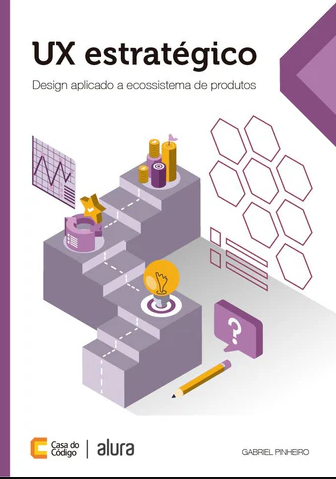 UX estratégico
Design aplicado a ecossistema de produtos
?
Casa do
Código
alura
GABRIEL PINHEIRO